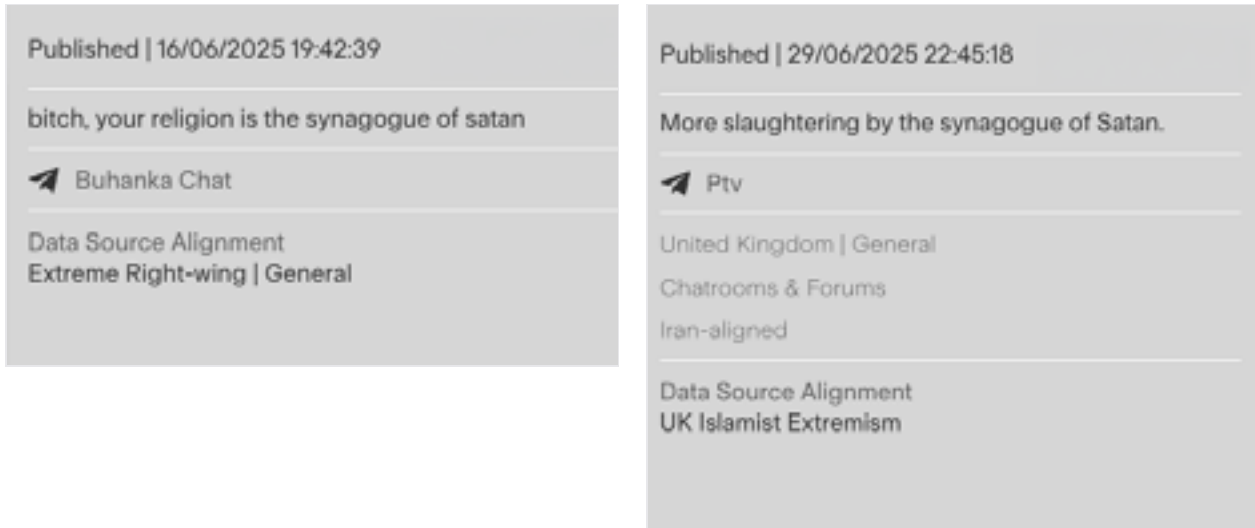 Published | 16/06/2025 19:42:39
bitch, your religion is the synagogue of satan
Buhanka Chat
Data Source Alignment
Extreme Right-wing | General
Published | 29/06/2025 22:45:18
More slaughtering by the synagogue of Satan.
Ptv
United Kingdom | General
Chatrooms & Forums
Iran-aligned
Data Source Alignment
UK Islamist Extremism